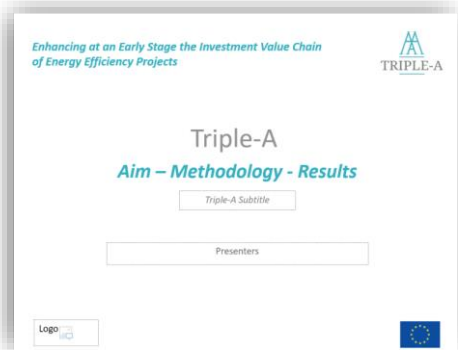 Enhancing at an Early Stage the Investment Value Chain
of Energy Efficiency Projects
TRIPLE-A
Triple-A
Aim – Methodology - Results
Triple-A Subtitle
Presenters
Logo